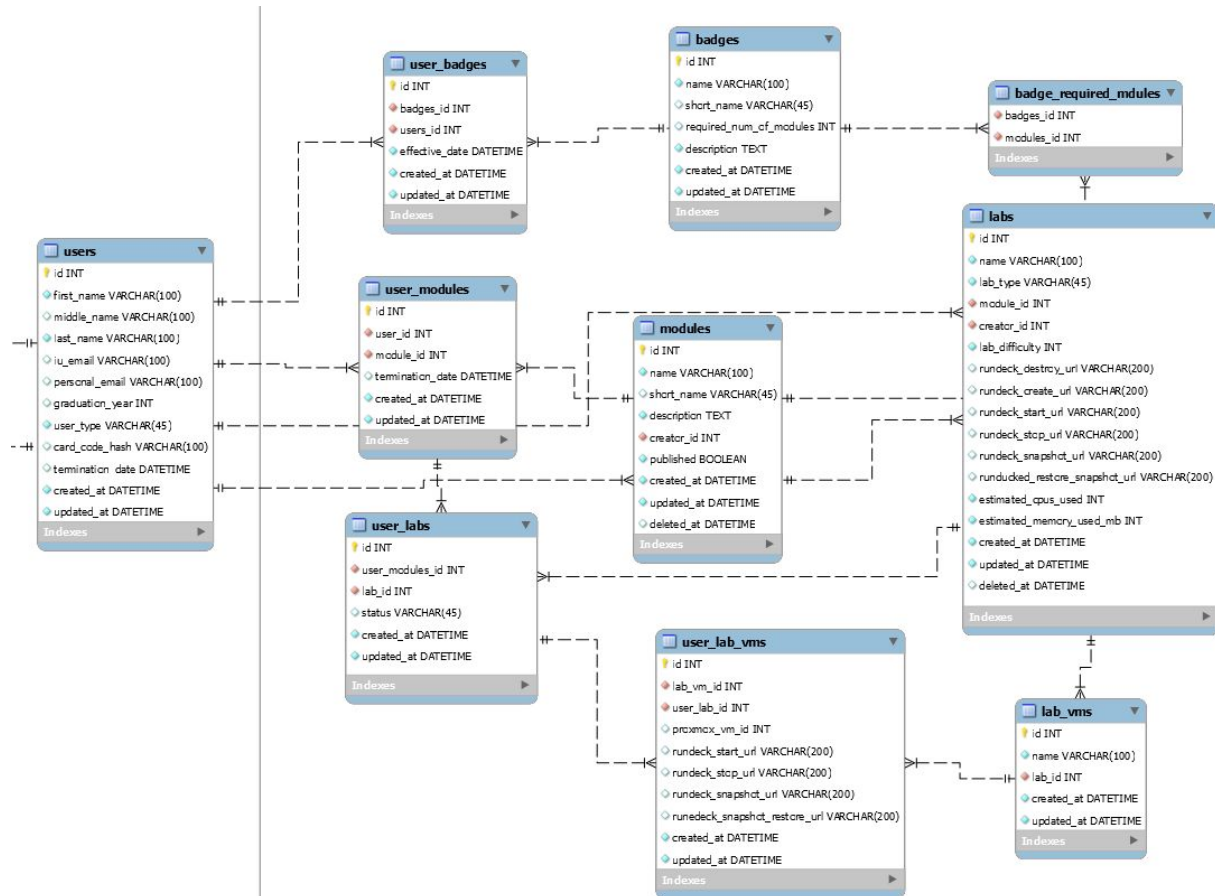 user_badges
id INT
badges_id INT
users_id INT
effective_date DATETIME
created_at DATETIME
updated_at DATETIME
Indexes
badges
id INT
name VARCHAR(100)
short_name VARCHAR(45)
required_num_of_modules INT
description TEXT
created_at DATETIME
updated_at DATETIME
Indexes
badge_required_mdules
badges_id INT
modules_id INT
Indexes
users
id INT
first_name VARCHAR(100)
middle_name VARCHAR(100)
last_name VARCHAR(100)
iu_email VARCHAR(100)
personal_email VARCHAR(100)
graduation_year INT
user_type VARCHAR(45)
card_code_hash VARCHAR(100)
termination_date DATETIME
created_at DATETIME
updated_at DATETIME
Indexes
user_modules
id INT
user_id INT
module_id INT
termination_date DATETIME
created_at DATETIME
updated_at DATETIME
Indexes
modules
id INT
name VARCHAR(100)
short_name VARCHAR(45)
description TEXT
creator_id INT
published BOOLEAN
created_at DATETIME
updated_at DATETIME
deleted_at DATETIME
Indexes
labs
id INT
name VARCHAR(100)
lab_type VARCHAR(45)
module_id INT
creator_id INT
lab_difficulty INT
rundeck_destroy_url VARCHAR(200)
rundeck_create_url VARCHAR(200)
rundeck_start_url VARCHAR(200)
rundeck_stop_url VARCHAR(200)
rundeck_snapshot_url VARCHAR(200)
runducked_restore_snapshot_url VARCHAR(200)
estimated_cpus_used INT
estimated_memory_used_mb INT
created_at DATETIME
updated_at DATETIME
deleted_at DATETIME
Indexes
user_labs
id INT
user_modules_id INT
lab_id INT
status VARCHAR(45)
created_at DATETIME
updated_at DATETIME
Indexes
user_lab_vms
id INT
lab_vm_id INT
user_lab_id INT
proxmox_vm_id INT
rundeck_start_url VARCHAR(200)
rundeck_stop_url VARCHAR(200)
rundeck_snapshot_url VARCHAR(200)
runedeck_snapshot_restore_url VARCHAR(200)
created_at DATETIME
updated_at DATETIME
Indexes
lab_vms
id INT
name VARCHAR(100)
lab_id INT
created_at DATETIME
updated_at DATETIME
Indexes